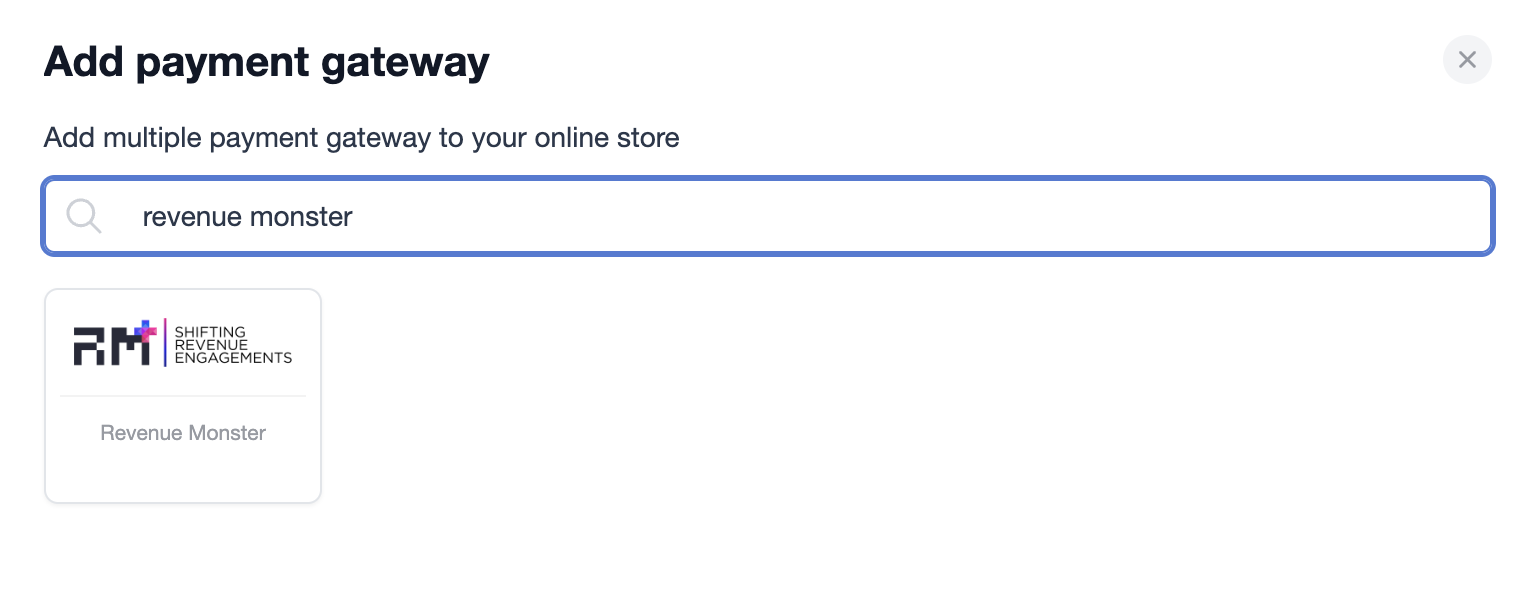 Add payment gateway
Add multiple payment gateway to your online store
revenue monster
RM
SHIFTING
REVENUE
ENGAGEMENTS
Revenue Monster